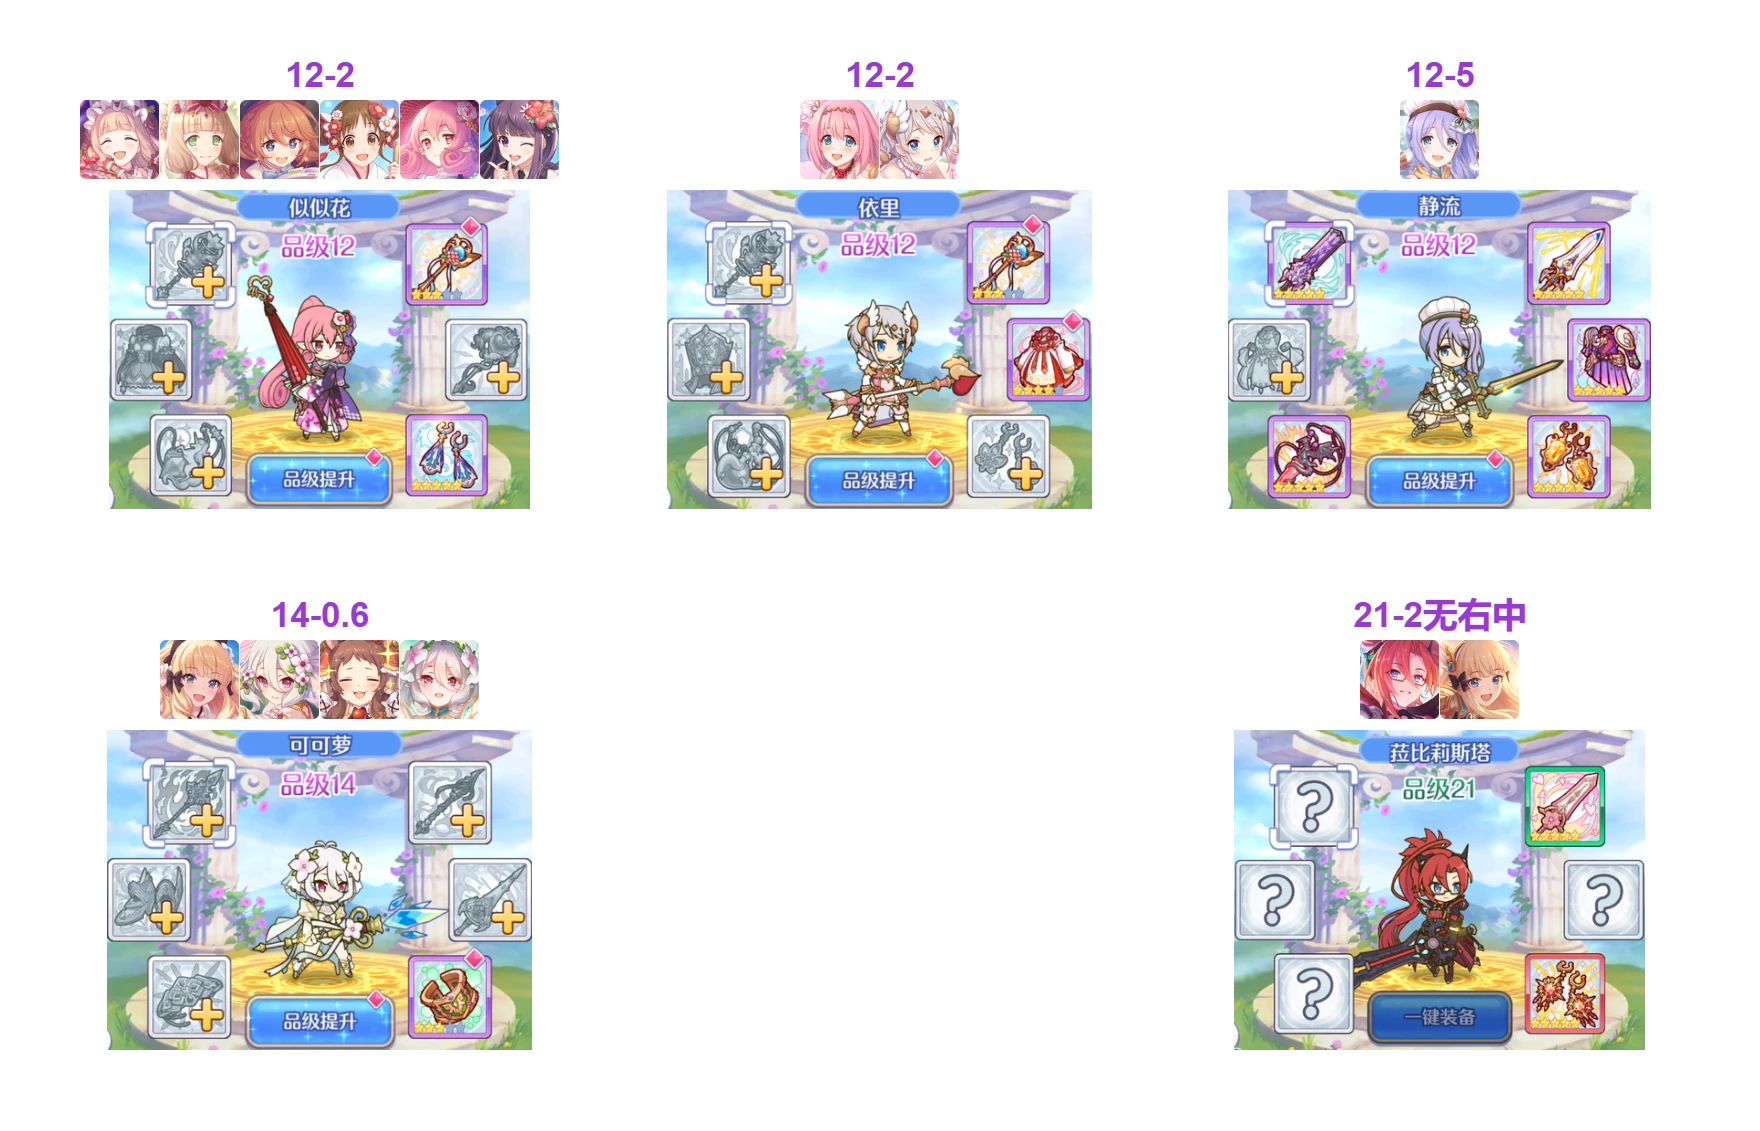 12-2
似似花
品级12
品级提升
12-2
依里
品级12
品级提升
12-5
静流
品级12
品级提升
14-0.6
可可萝
品级14
品级提升
21-2无右中
菈比莉斯塔
品级21
?
?
?
?
一键装备